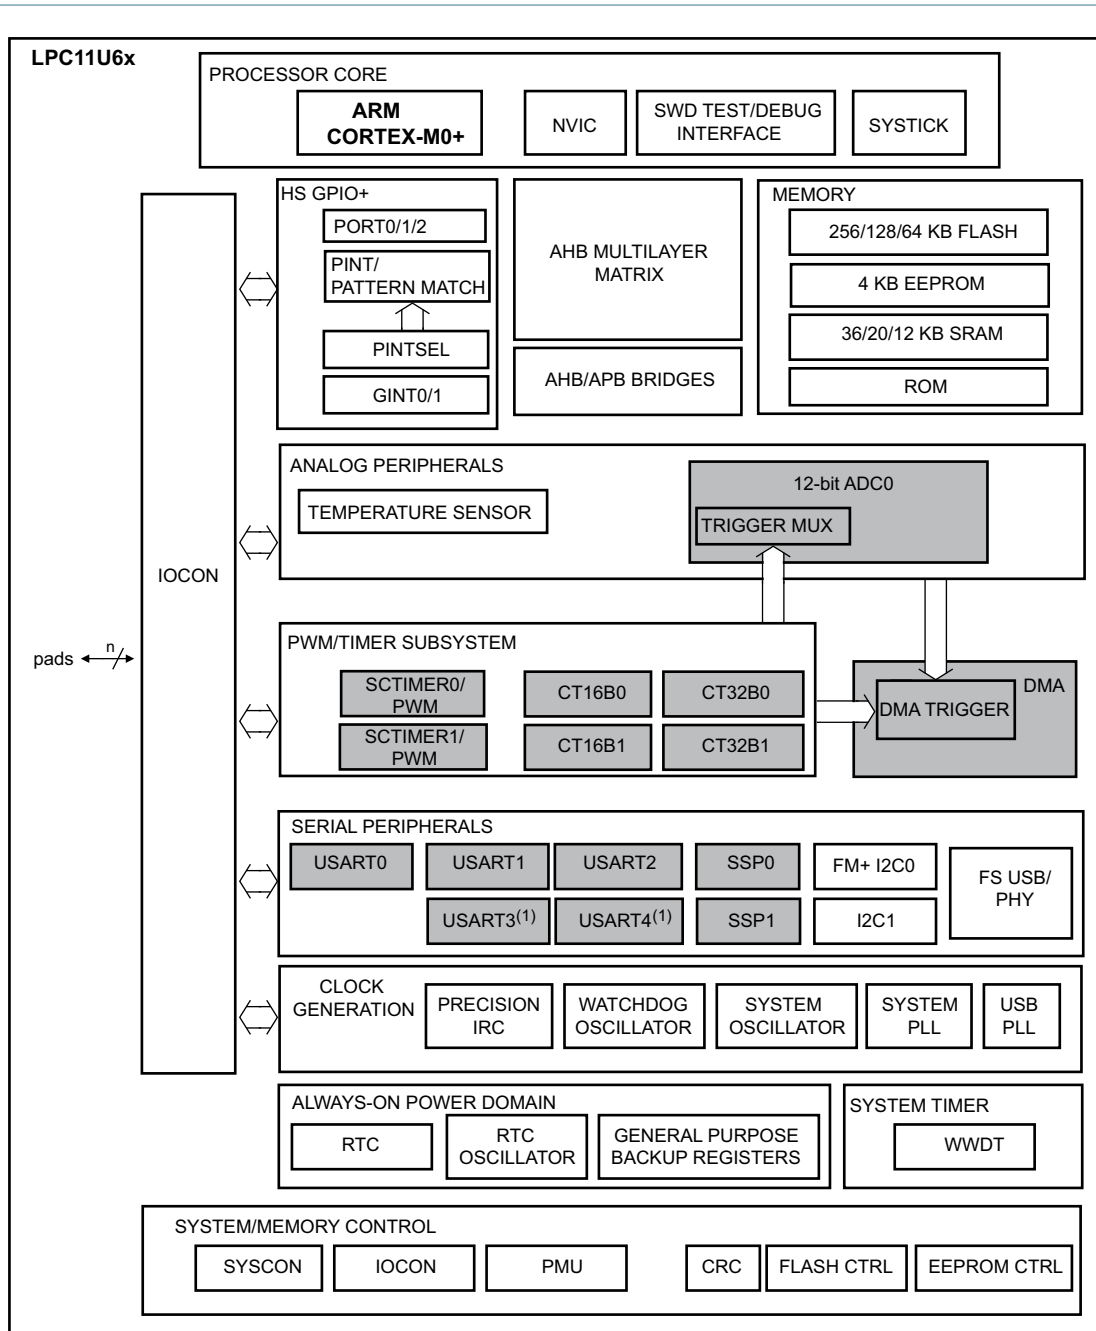 LPC11U6x
PROCESSOR CORE
ARM
CORTEX-M0+
NVIC
SWD TEST/DEBUG
INTERFACE
SYSTICK
HS GPIO+
PORT0/1/2
PINT/
PATTERN MATCH
PINTSEL
GINT0/1
AHB MULTILAYER
MATRIX
AHB/APB BRIDGES
MEMORY
256/128/64 KB FLASH
4 KB EEPROM
36/20/12 KB SRAM
ROM
IOCON
pads
n
ANALOG PERIPHERALS
TEMPERATURE SENSOR
12-bit ADC0
TRIGGER MUX
PWM/TIMER SUBSYSTEM
SCTIMER0/
PWM
CT16B0
CT32B0
SCTIMER1/
PWM
CT16B1
CT32B1
DMA
DMA TRIGGER
SERIAL PERIPHERALS
USART0
USART1
USART2
SSP0
FM+ I2C0
FS USB/
PHY
USART3(1)
USART4(1)
SSP1
I2C1
CLOCK
GENERATION
PRECISION
IRC
WATCHDOG
OSCILLATOR
SYSTEM
OSCILLATOR
SYSTEM
PLL
USB
PLL
ALWAYS-ON POWER DOMAIN
RTC
RTC
OSCILLATOR
GENERAL PURPOSE
BACKUP REGISTERS
SYSTEM TIMER
WWDT
SYSTEM/MEMORY CONTROL
SYSCON
IOCON
PMU
CRC
FLASH CTRL
EEPROM CTRL